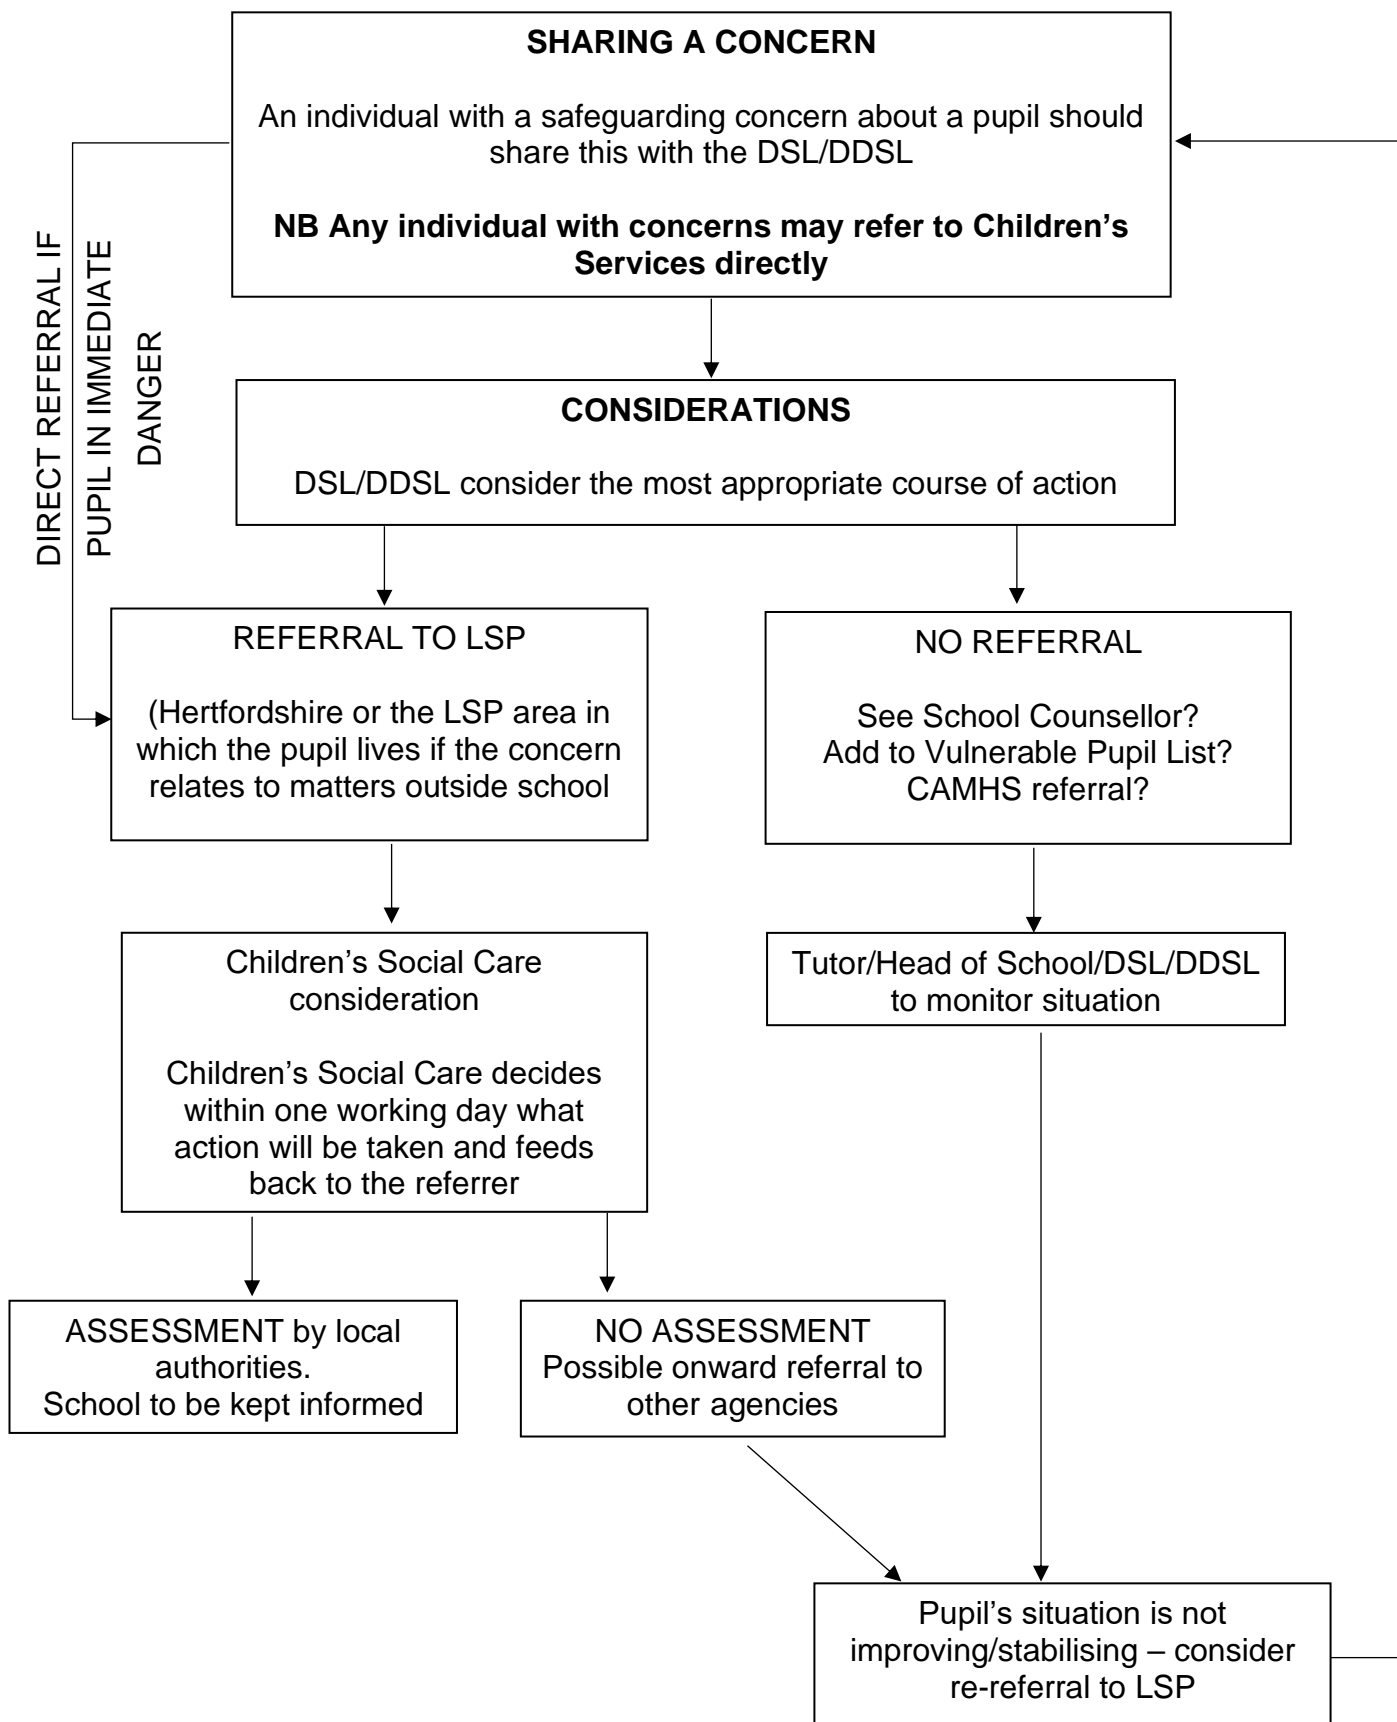 SHARING A CONCERN
An individual with a safeguarding concern about a pupil should
share this with the DSL/DDSL
NB Any individual with concerns may refer to Children’s
Services directly
DIRECT REFERRAL IF
PUPIL IN IMMEDIATE
DANGER
CONSIDERATIONS
DSL/DDSL consider the most appropriate course of action
REFERRAL TO LSP
(Hertfordshire or the LSP area in
which the pupil lives if the concern
relates to matters outside school
NO REFERRAL
See School Counsellor?
Add to Vulnerable Pupil List?
CAMHS referral?
Children’s Social Care
consideration
Children’s Social Care decides
within one working day what
action will be taken and feeds
back to the referrer
Tutor/Head of School/DSL/DDSL
to monitor situation
ASSESSMENT by local
authorities.
School to be kept informed
NO ASSESSMENT
Possible onward referral to
other agencies
Pupil’s situation is not
improving/stabilising – consider
re-referral to LSP